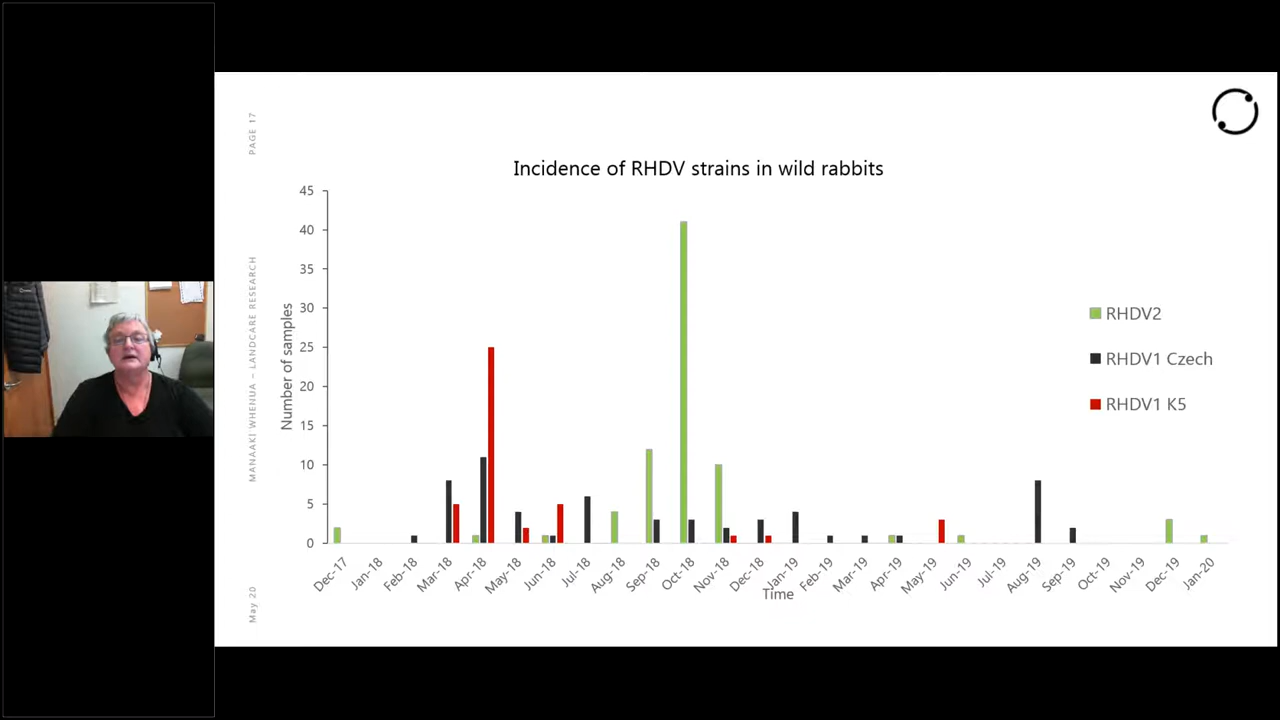 PAGE 17
MANAAKI WHENUA – LANDCARE RESEARCH
May 20
Incidence of RHDV strains in wild rabbits
Number of samples
45
40
35
30
25
20
15
10
5
0
Dec-17
Jan-18
Feb-18
Mar-18
Apr-18
May-18
Jun-18
Jul-18
Aug-18
Sep-18
Oct-18
Nov-18
Dec-18
Jan-19
Feb-19
Mar-19
Apr-19
May-19
Jun-19
Jul-19
Aug-19
Sep-19
Oct-19
Nov-19
Dec-19
Jan-20
Time
RHDV2
RHDV1 Czech
RHDV1 K5